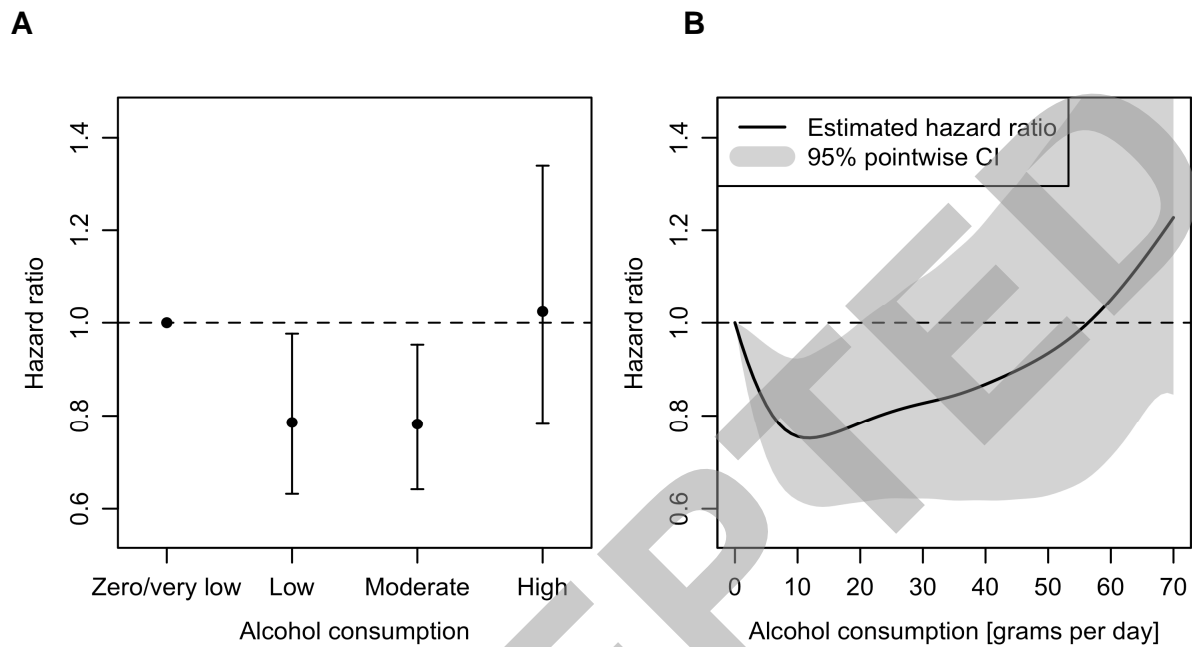 A
B
Hazard ratio
1.4
1.2
1.0
0.8
0.6
Zero/very low Low Moderate High
Alcohol consumption
Estimated hazard ratio
95% pointwise CI
Hazard ratio
1.4
1.2
1.0
0.8
0.6
0 10 20 30 40 50 60 70
Alcohol consumption [grams per day]
EPTED